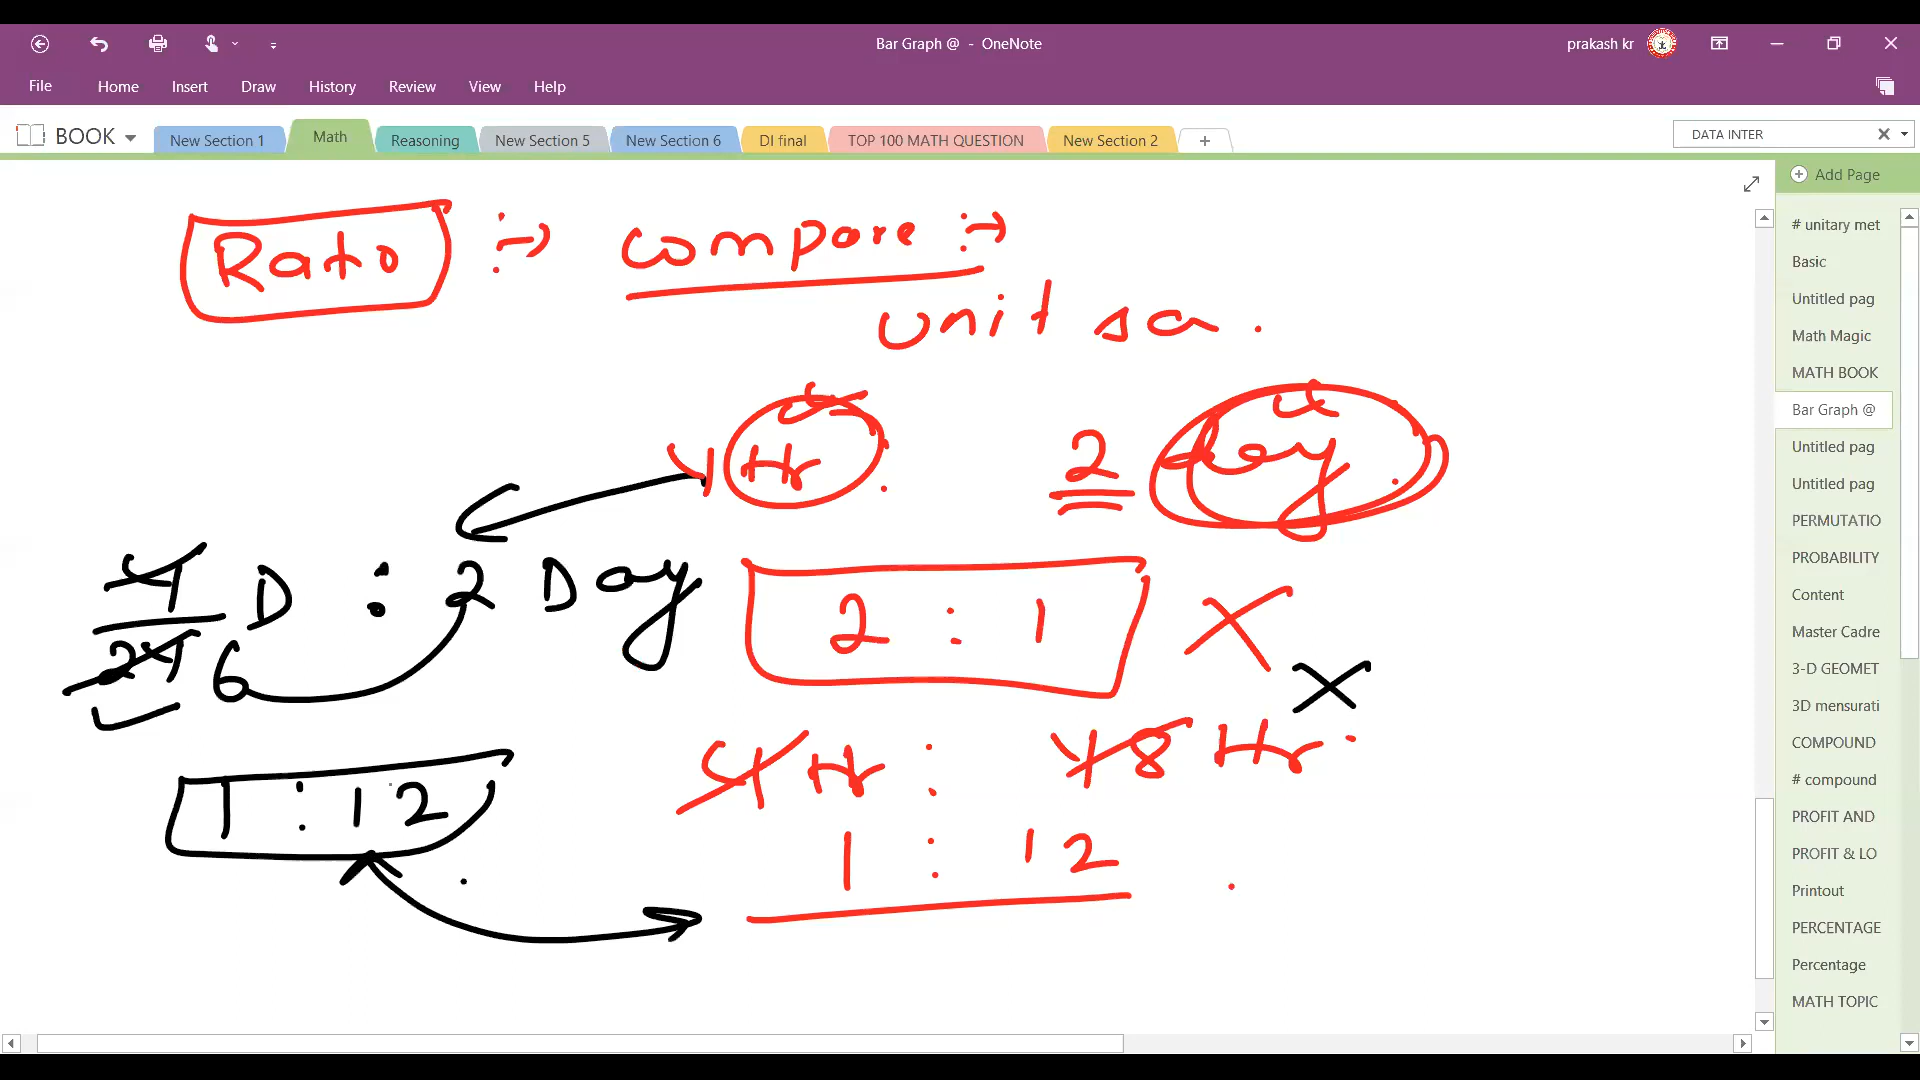 Bar Graph @ - OneNote
prakash kr
File Home Insert Draw History Review View Help
BOOK New Section 1 Math Reasoning New Section 5 New Section 6 DI final TOP 100 MATH QUESTION New Section 2 +
DATA INTER
Add Page
# unitary met
Basic
Untitled pag
Math Magic
MATH BOOK
Bar Graph @
Untitled pag
Untitled pag
PERMUTATIO
PROBABILITY
Content
Master Cadre
3-D GEOMET
3D mensurati
COMPOUND
# compound
PROFIT AND
PROFIT & LO
Printout
PERCENTAGE
Percentage
MATH TOPIC
Rato :→ compare :→
unit sa.
4 Hr. 2 day
4/24 6 D : 2 Day
2 : 1 X X
4 Hr : 48 Hr.
1 : 12
1 : 12